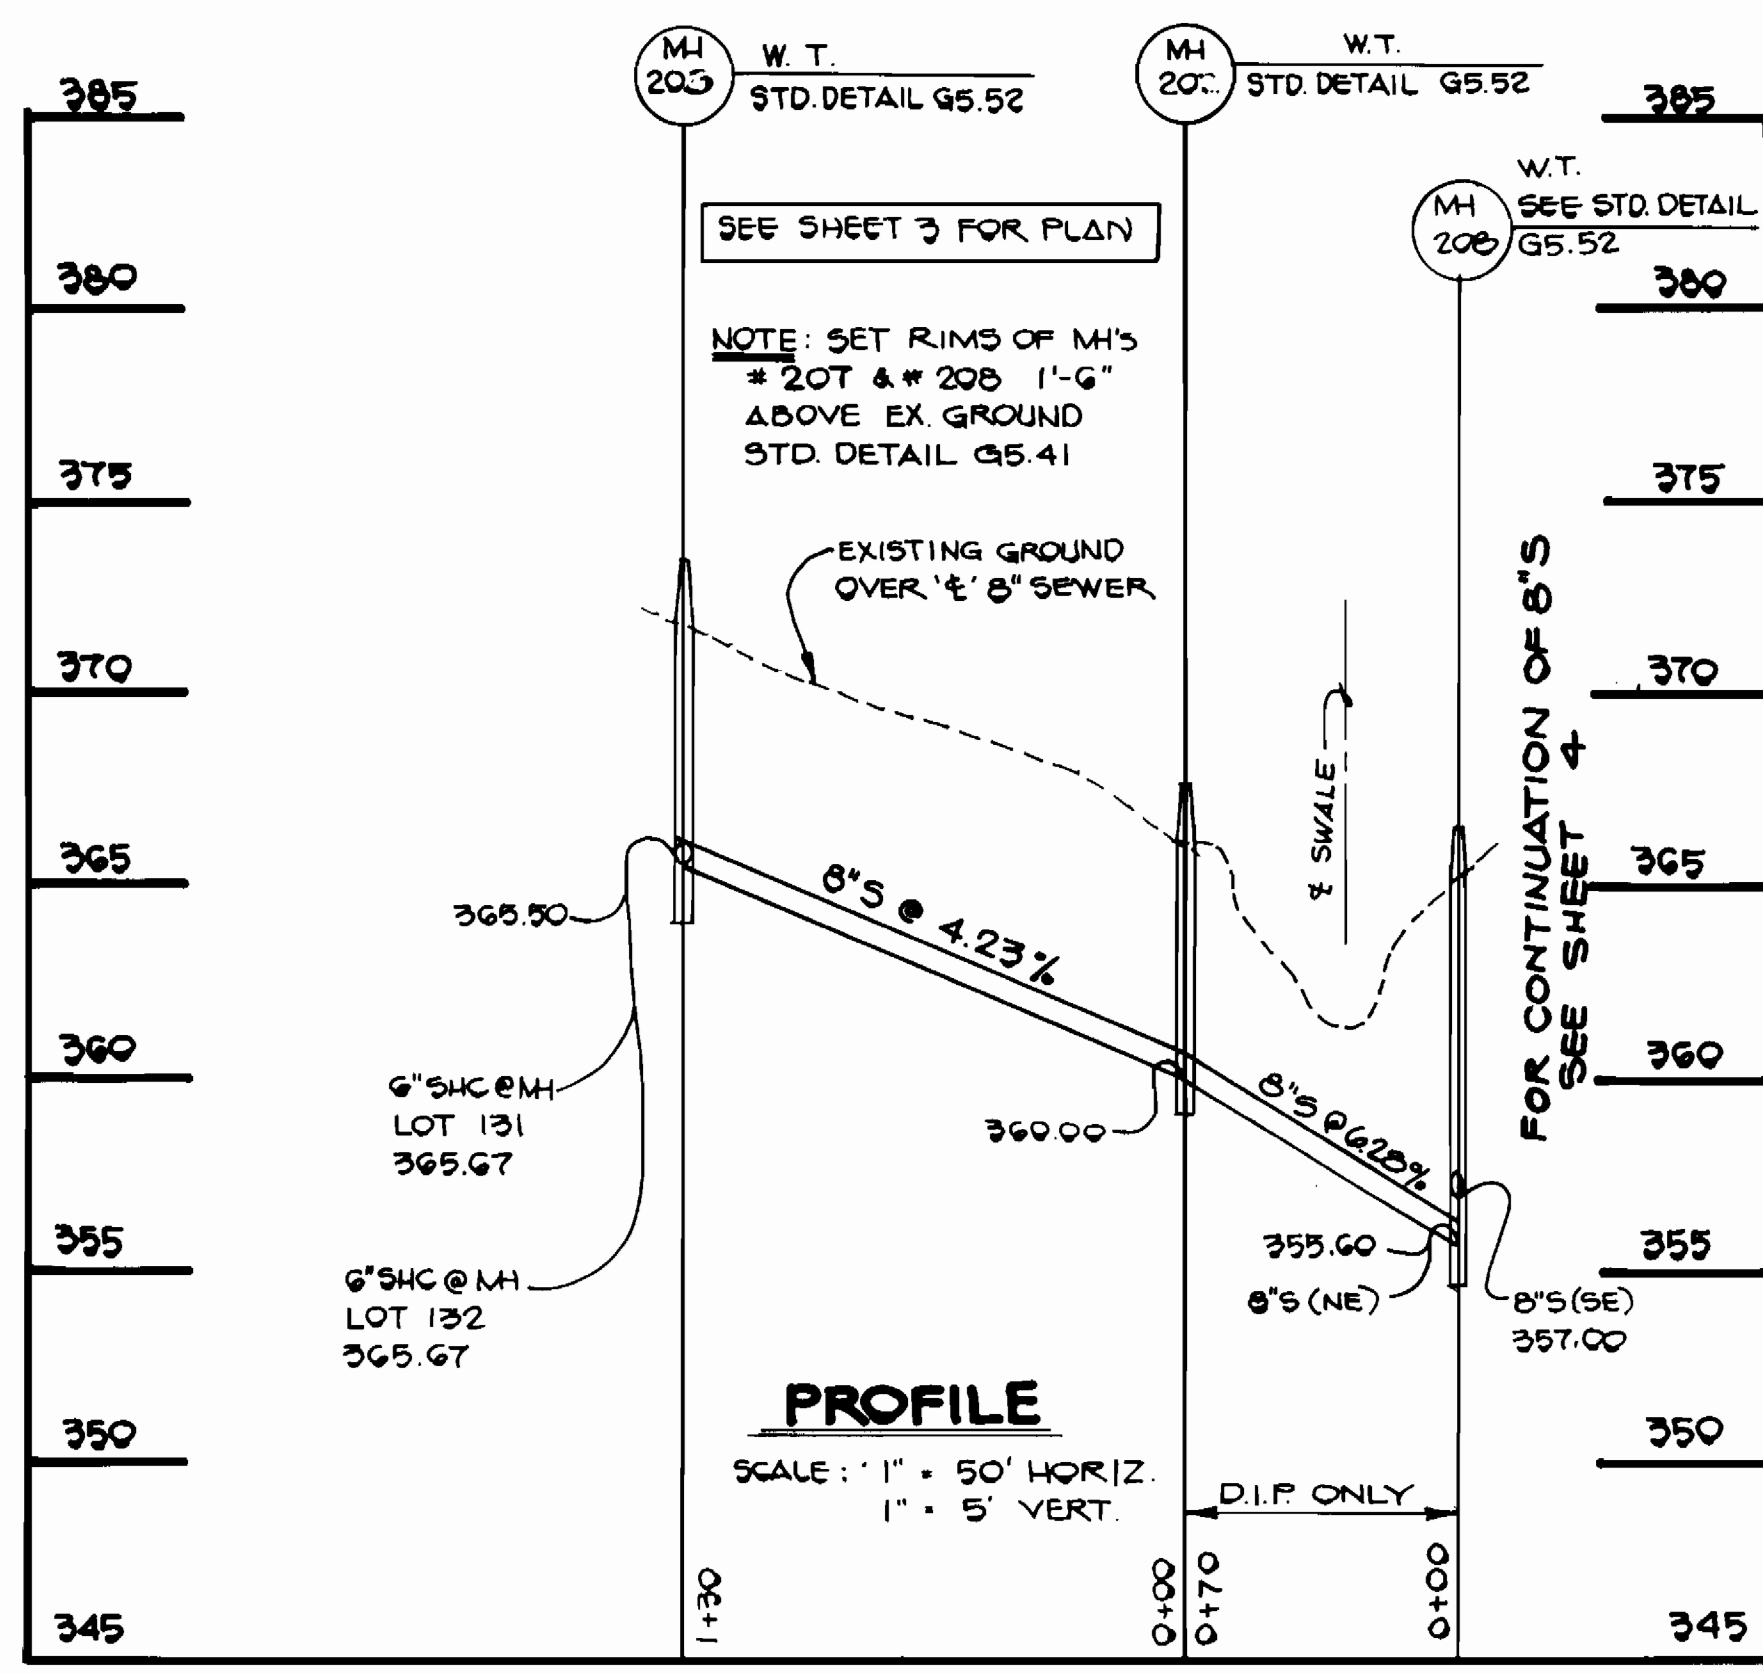 MH
W. T.
STD. DETAIL G5.52
MH
W.T.
STD. DETAIL G5.52
MH
208
W.T.
SEE STD. DETAIL
G5.52
385
380
375
370
365
360
355
350
345
385
380
375
370
365
360
355
350
345
SEE SHEET 3 FOR PLAN
NOTE: SET RIMS OF MH'S
# 207 & # 208 1'-6"
ABOVE EX. GROUND
STD. DETAIL G5.41
EXISTING GROUND
OVER '℄' 8" SEWER
℄ SWALE
FOR CONTINUATION OF 8"S
SEE SHEET 4
8"S @ 4.23%
8"S @ 6.28%
365.50
6"SHC @ MH
LOT 131
365.67
6"SHC @ MH
LOT 132
365.67
360.00
355.60
8"S (NE)
8"S (SE)
357.00
PROFILE
SCALE: 1" = 50' HORIZ.
1" = 5' VERT.
D.I.P. ONLY
1+30
0+00
0+70
0+00